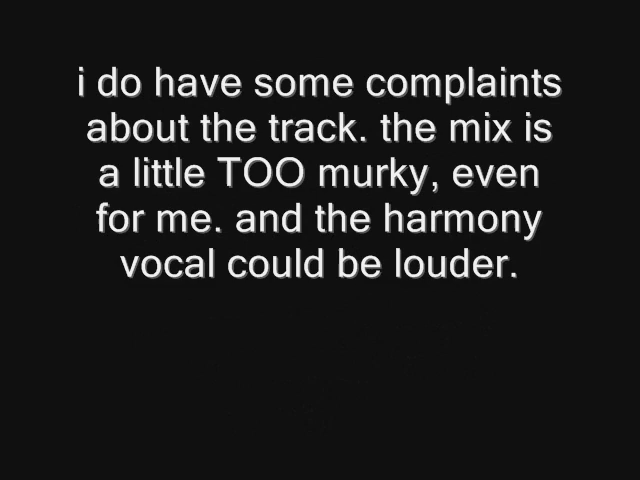 i do have some complaints
about the track. the mix is
a little TOO murky, even
for me. and the harmony
vocal could be louder.